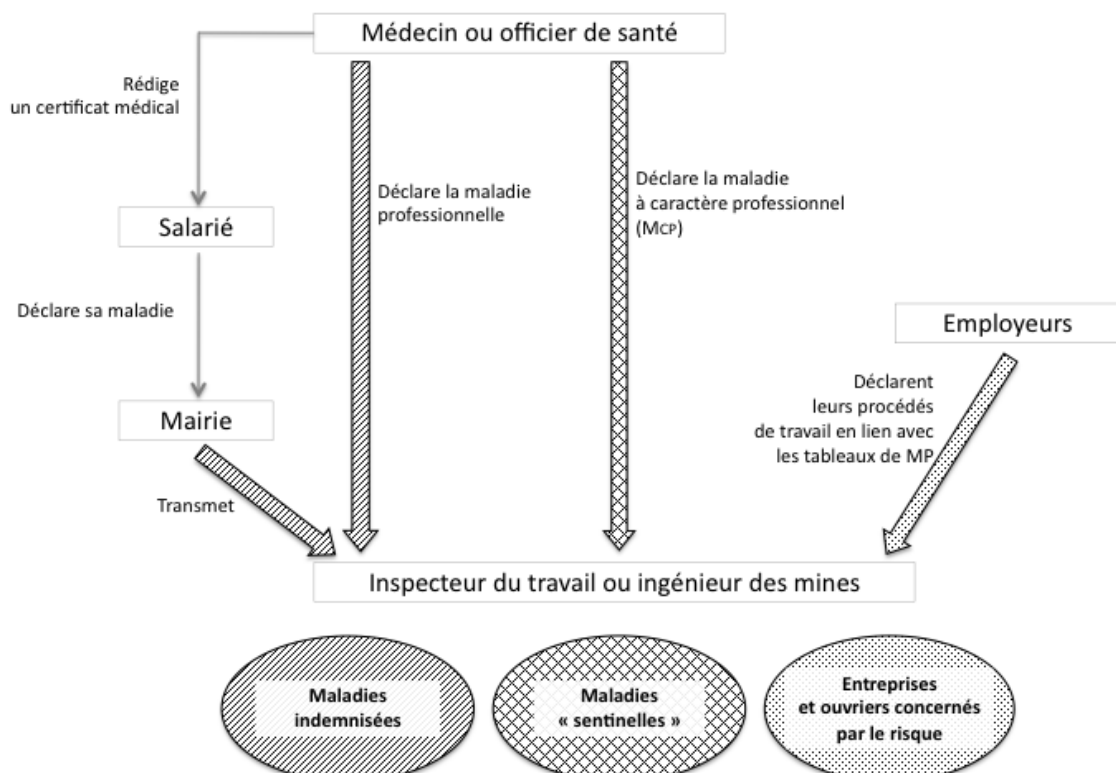 Médecin ou officier de santé
Rédige
un certificat médical
Déclare la maladie
professionnelle
Déclare la maladie
à caractère professionnel
(MCP)
Salarié
Déclare sa maladie
Employeurs
Mairie
Déclarent
leurs procédés
de travail en lien avec
les tableaux de MP
Transmet
Inspecteur du travail ou ingénieur des mines
Maladies
indemnisées
Maladies
« sentinelles »
Entreprises
et ouvriers concernés
par le risque